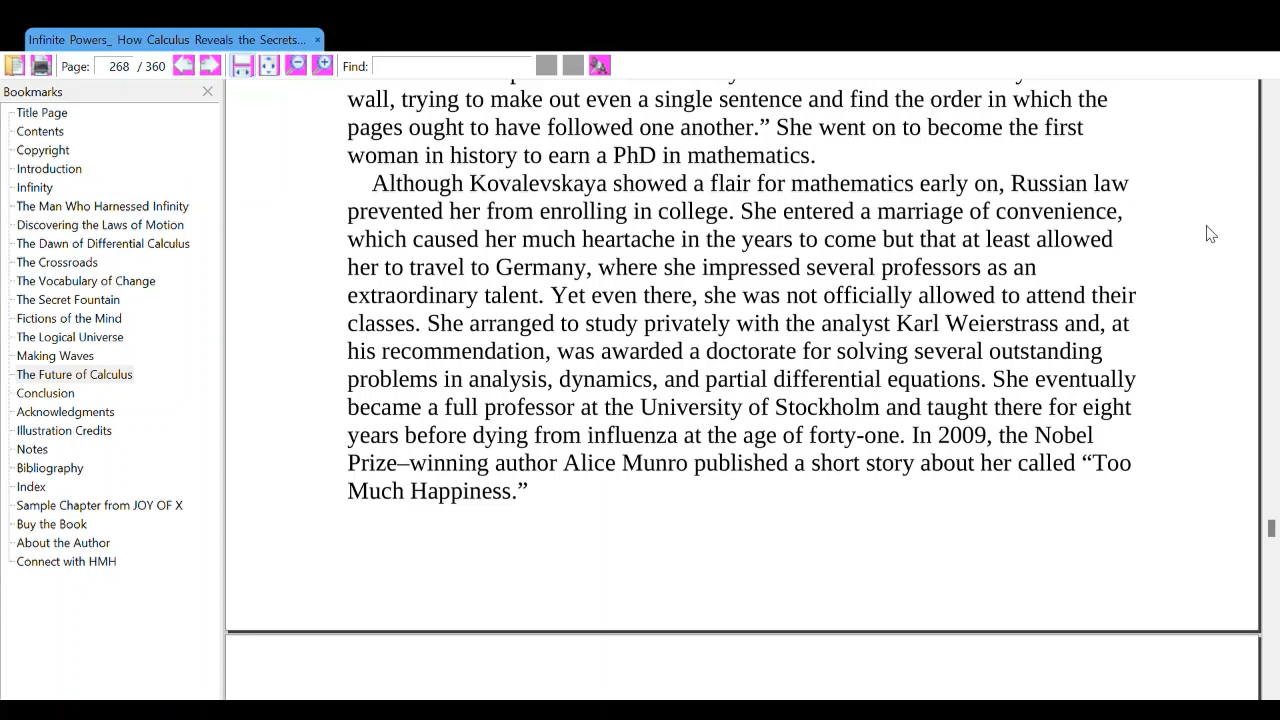 Infinite Powers_ How Calculus Reveals the Secrets... ×
Page: 268 / 360 Find:
Bookmarks
Title Page
Contents
Copyright
Introduction
Infinity
The Man Who Harnessed Infinity
Discovering the Laws of Motion
The Dawn of Differential Calculus
The Crossroads
The Vocabulary of Change
The Secret Fountain
Fictions of the Mind
The Logical Universe
Making Waves
The Future of Calculus
Conclusion
Acknowledgments
Illustration Credits
Notes
Bibliography
Index
Sample Chapter from JOY OF X
Buy the Book
About the Author
Connect with HMH
wall, trying to make out even a single sentence and find the order in which the
pages ought to have followed one another.” She went on to become the first
woman in history to earn a PhD in mathematics.
Although Kovalevskaya showed a flair for mathematics early on, Russian law
prevented her from enrolling in college. She entered a marriage of convenience,
which caused her much heartache in the years to come but that at least allowed
her to travel to Germany, where she impressed several professors as an
extraordinary talent. Yet even there, she was not officially allowed to attend their
classes. She arranged to study privately with the analyst Karl Weierstrass and, at
his recommendation, was awarded a doctorate for solving several outstanding
problems in analysis, dynamics, and partial differential equations. She eventually
became a full professor at the University of Stockholm and taught there for eight
years before dying from influenza at the age of forty-one. In 2009, the Nobel
Prize–winning author Alice Munro published a short story about her called “Too
Much Happiness.”